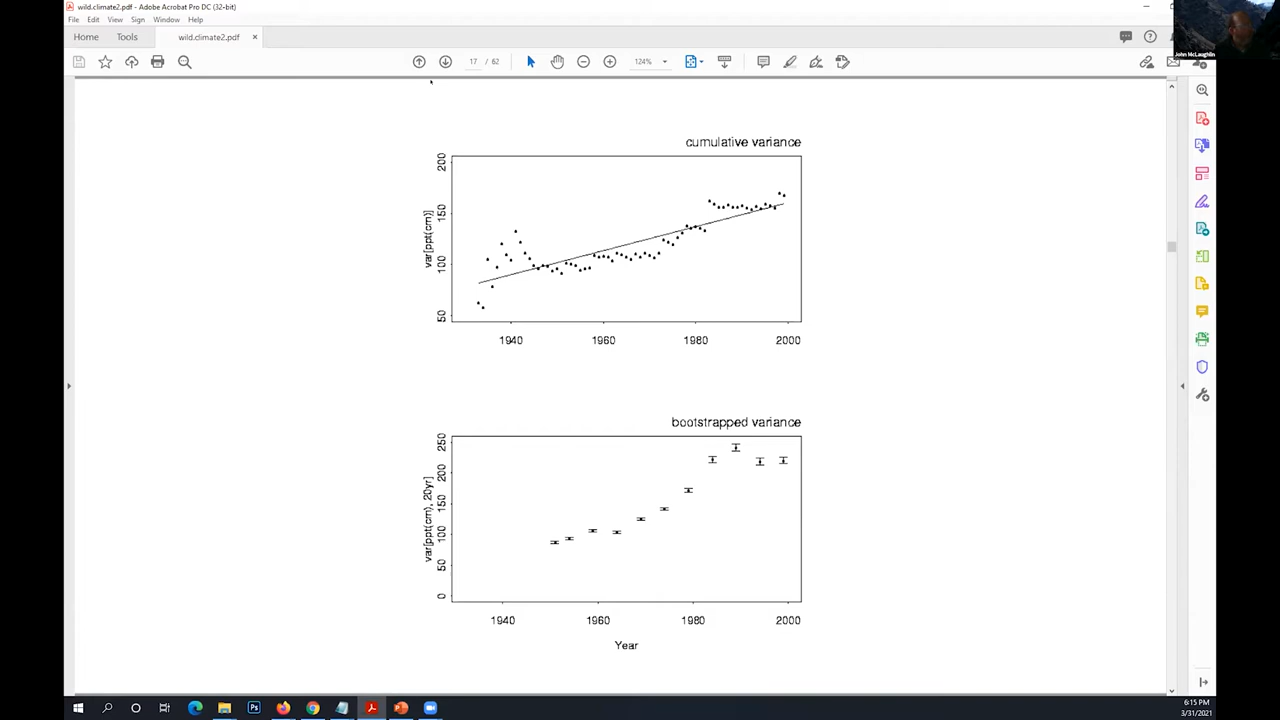 wild.climate2.pdf - Adobe Acrobat Pro DC (32-bit)
File Edit View Sign Window Help
Home Tools wild.climate2.pdf ×
17 / 62 124%
John McLaughlin
cumulative variance
var[ppt(cm)]
200
150
100
50
1940 1960 1980 2000
bootstrapped variance
var[ppt(cm), 20yr]
250
200
150
100
50
0
1940 1960 1980 2000
Year
6:15 PM
3/31/2021